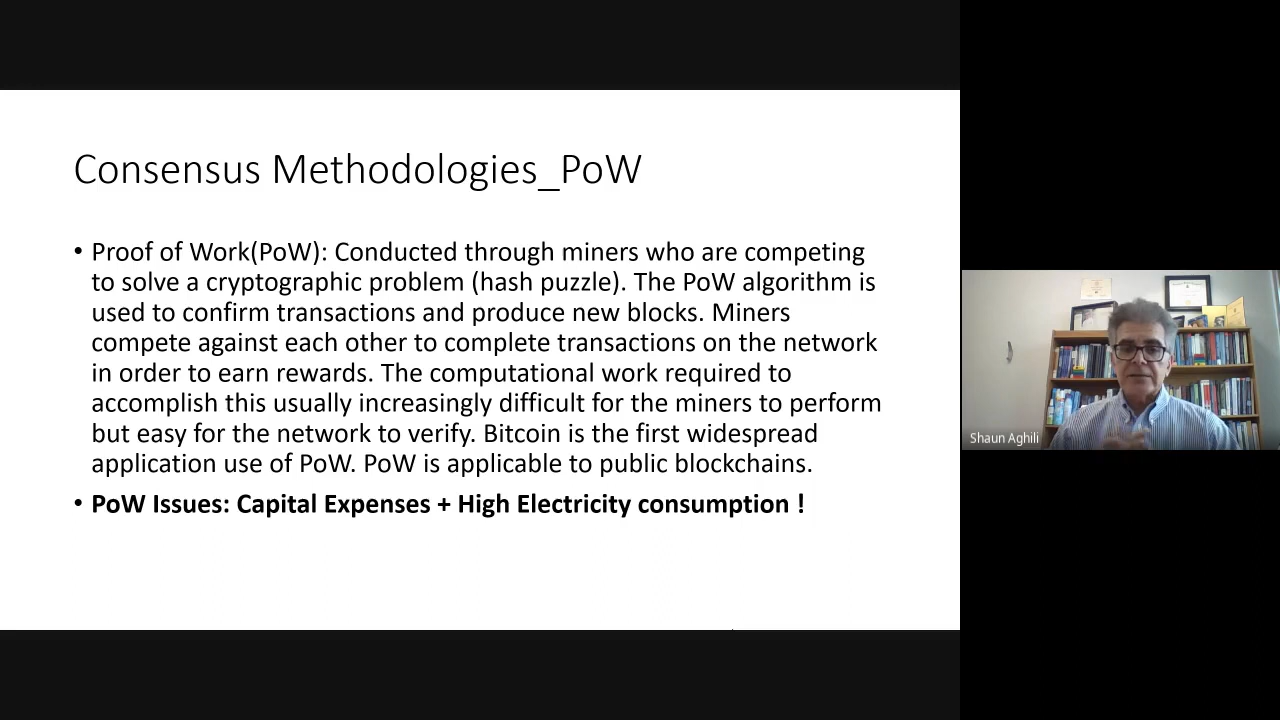 Consensus Methodologies_PoW
• Proof of Work(PoW): Conducted through miners who are competing
to solve a cryptographic problem (hash puzzle). The PoW algorithm is
used to confirm transactions and produce new blocks. Miners
compete against each other to complete transactions on the network
in order to earn rewards. The computational work required to
accomplish this usually increasingly difficult for the miners to perform
but easy for the network to verify. Bitcoin is the first widespread
application use of PoW. PoW is applicable to public blockchains.
• PoW Issues: Capital Expenses + High Electricity consumption !
Shaun Aghili